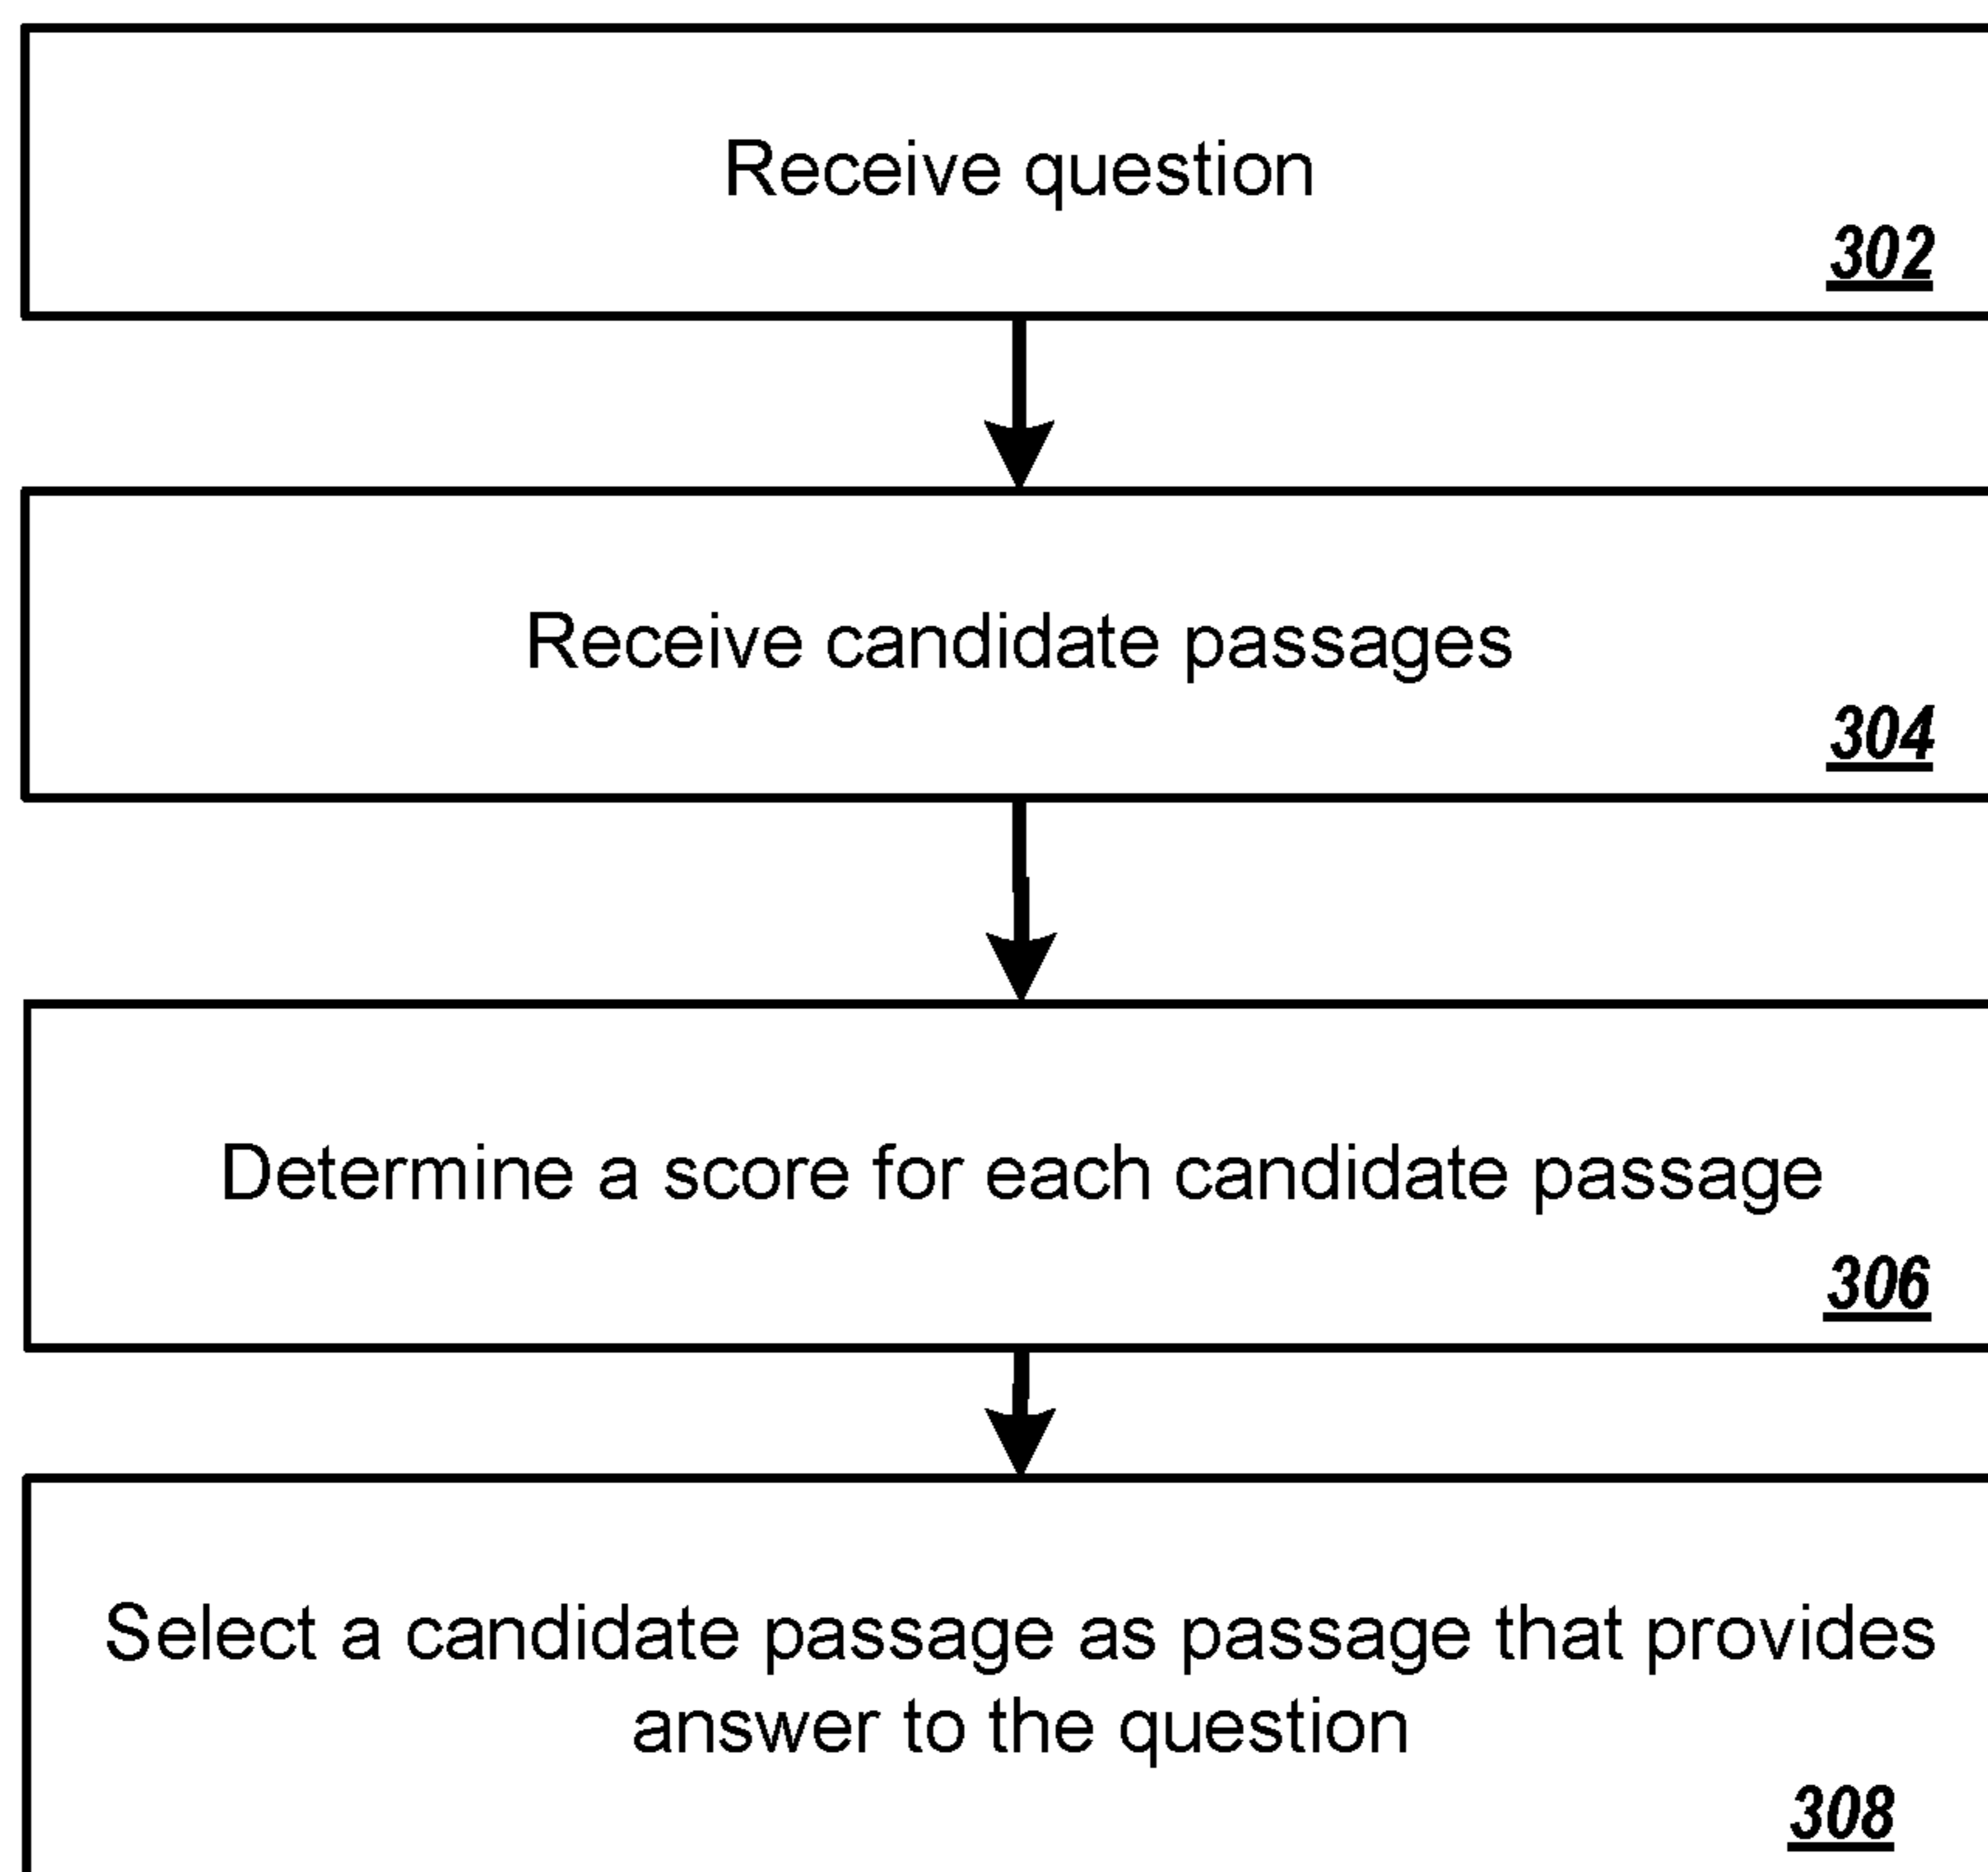 Receive question
302
Receive candidate passages
304
Determine a score for each candidate passage
306
Select a candidate passage as passage that provides
answer to the question
308